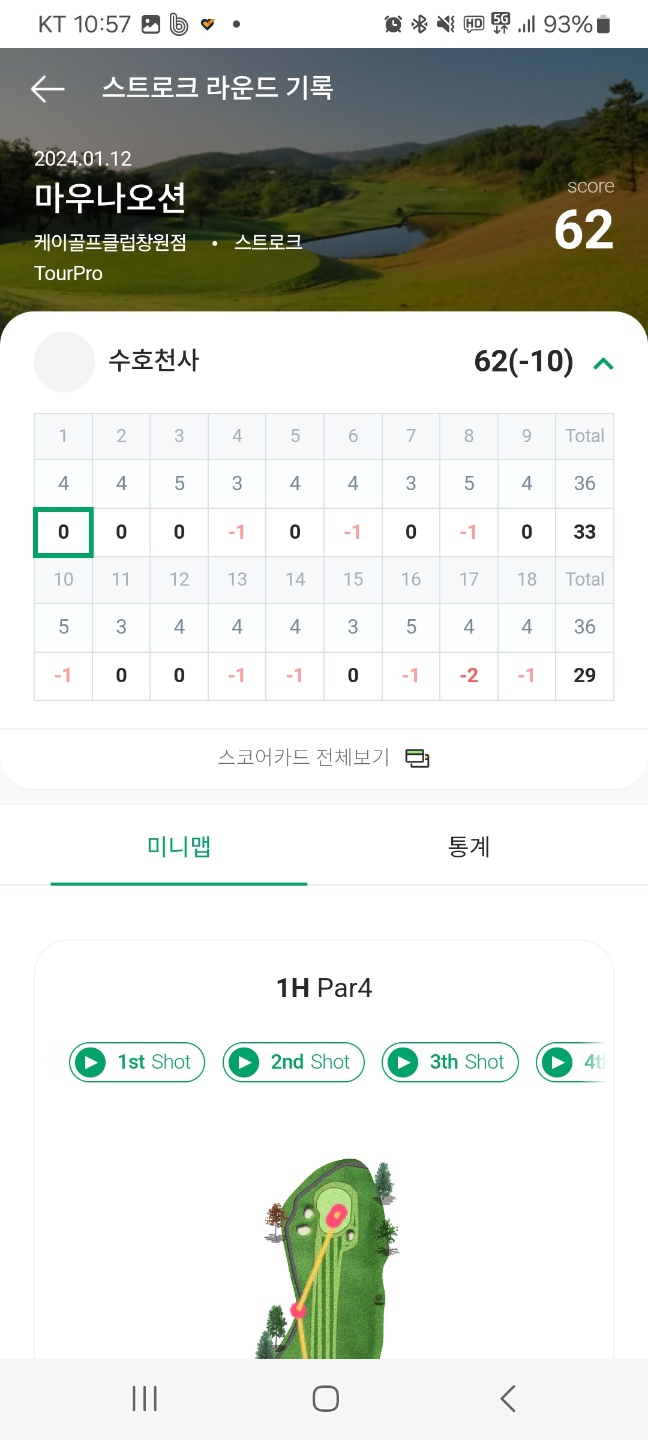 KT 10:57 HD 5G 93%
스트로크 라운드 기록
2024.01.12
마우나오션
score
62
케이골프클럽창원점 • 스트로크
TourPro
수호천사 62(-10)
1 2 3 4 5 6 7 8 9 Total
4 4 5 3 4 4 3 5 4 36
0 0 0 -1 0 -1 0 -1 0 33
10 11 12 13 14 15 16 17 18 Total
5 3 4 4 4 3 5 4 4 36
-1 0 0 -1 -1 0 -1 -2 -1 29
스코어카드 전체보기
미니맵 통계
1H Par4
1st Shot 2nd Shot 3th Shot 4t